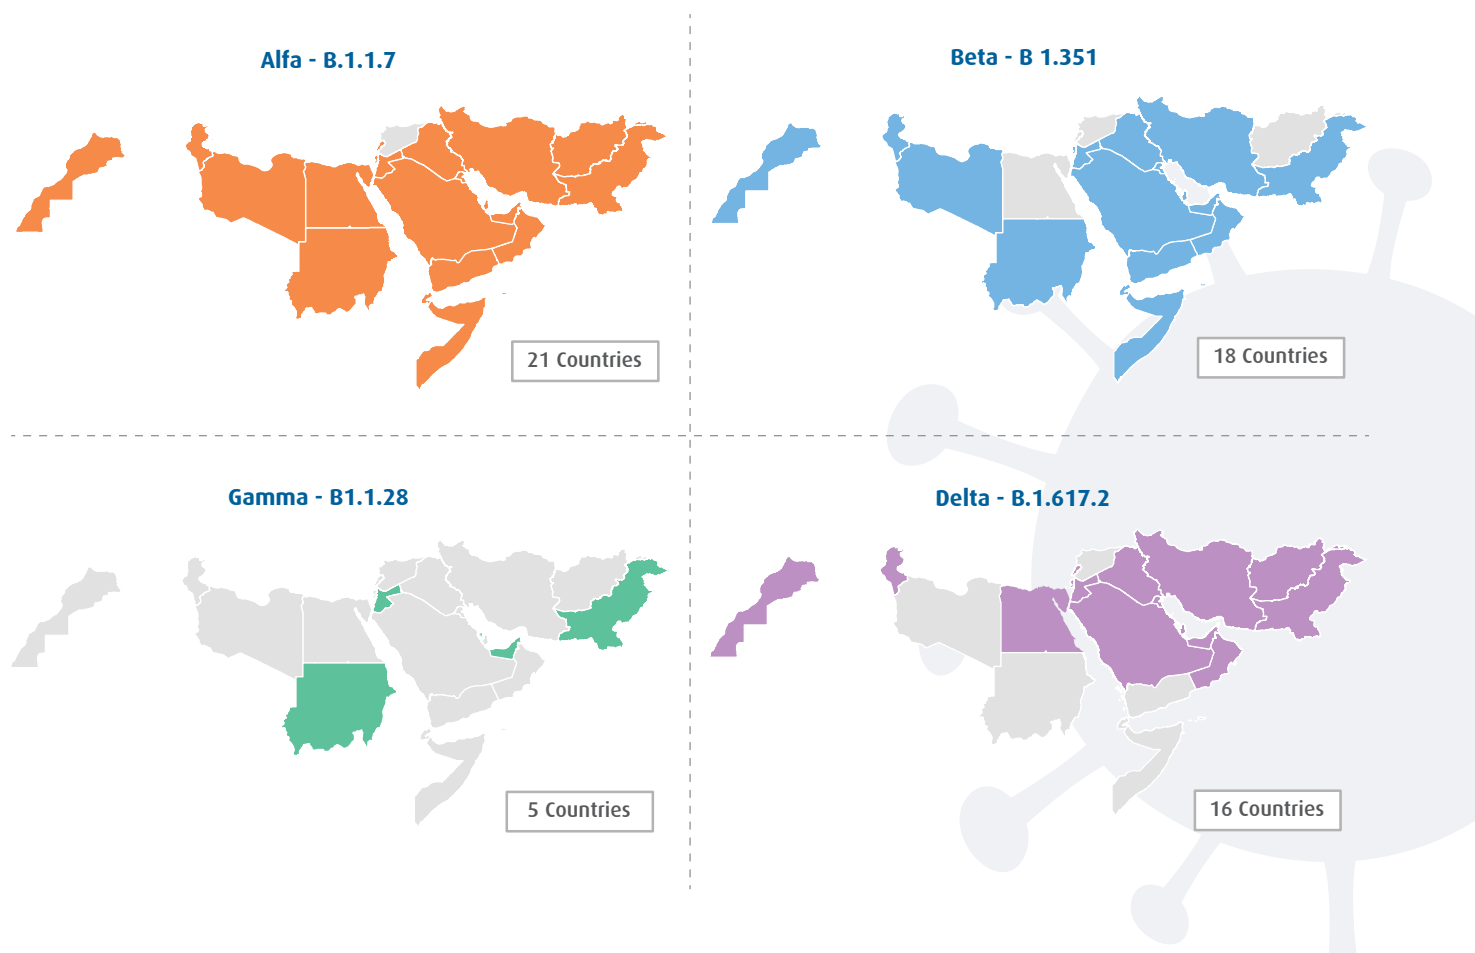 Alfa - B.1.1.7
Beta - B 1.351
21 Countries
18 Countries
Gamma - B1.1.28
Delta - B.1.617.2
5 Countries
16 Countries